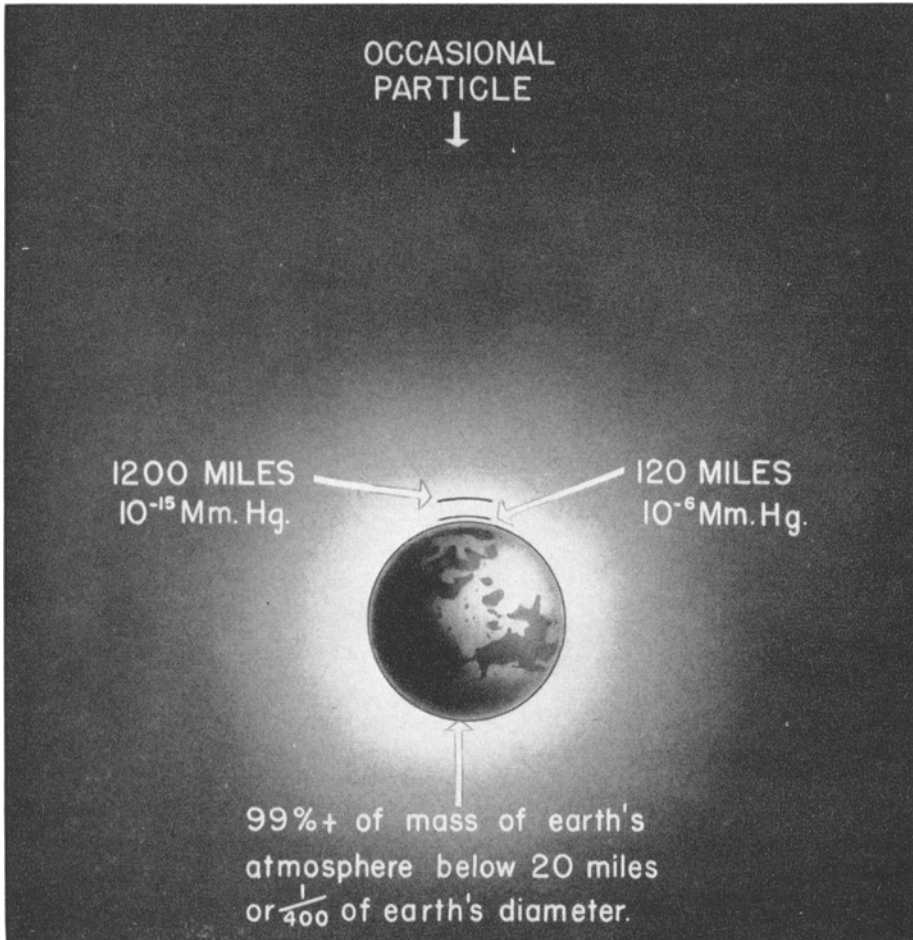 OCCASIONAL
PARTICLE
1200 MILES
10⁻¹⁵ Mm. Hg.
120 MILES
10⁻⁶ Mm. Hg.
99%+ of mass of earth's
atmosphere below 20 miles
or 1/400 of earth's diameter.